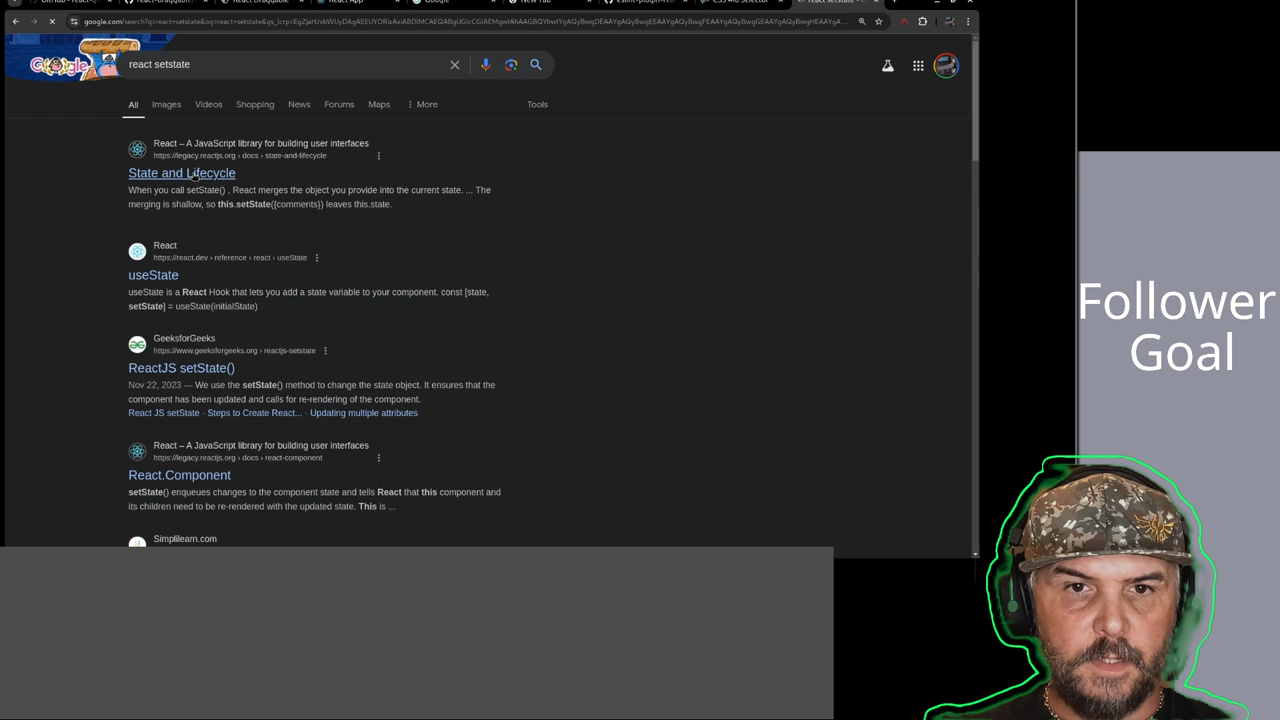 google.com/search?q=react+setstate&oq=react+setstate&gs_lcrp=
react setstate
All
Images
Videos
Shopping
News
Forums
Maps
More
Tools
React – A JavaScript library for building user interfaces
https://legacy.reactjs.org › docs › state-and-lifecycle
State and Lifecycle
When you call setState() , React merges the object you provide into the current state. ... The
merging is shallow, so this.setState({comments}) leaves this.state.
React
https://react.dev › reference › react › useState
useState
useState is a React Hook that lets you add a state variable to your component. const [state,
setState] = useState(initialState)
GeeksforGeeks
https://www.geeksforgeeks.org › reactjs-setstate
ReactJS setState()
Nov 22, 2023 — We use the setState() method to change the state object. It ensures that the
component has been updated and calls for re-rendering of the component.
React JS setState · Steps to Create React... · Updating multiple attributes
React – A JavaScript library for building user interfaces
https://legacy.reactjs.org › docs › react-component
React.Component
setState() enqueues changes to the component state and tells React that this component and
its children need to be re-rendered with the updated state. This is ...
Simplilearn.com
Follower
Goal